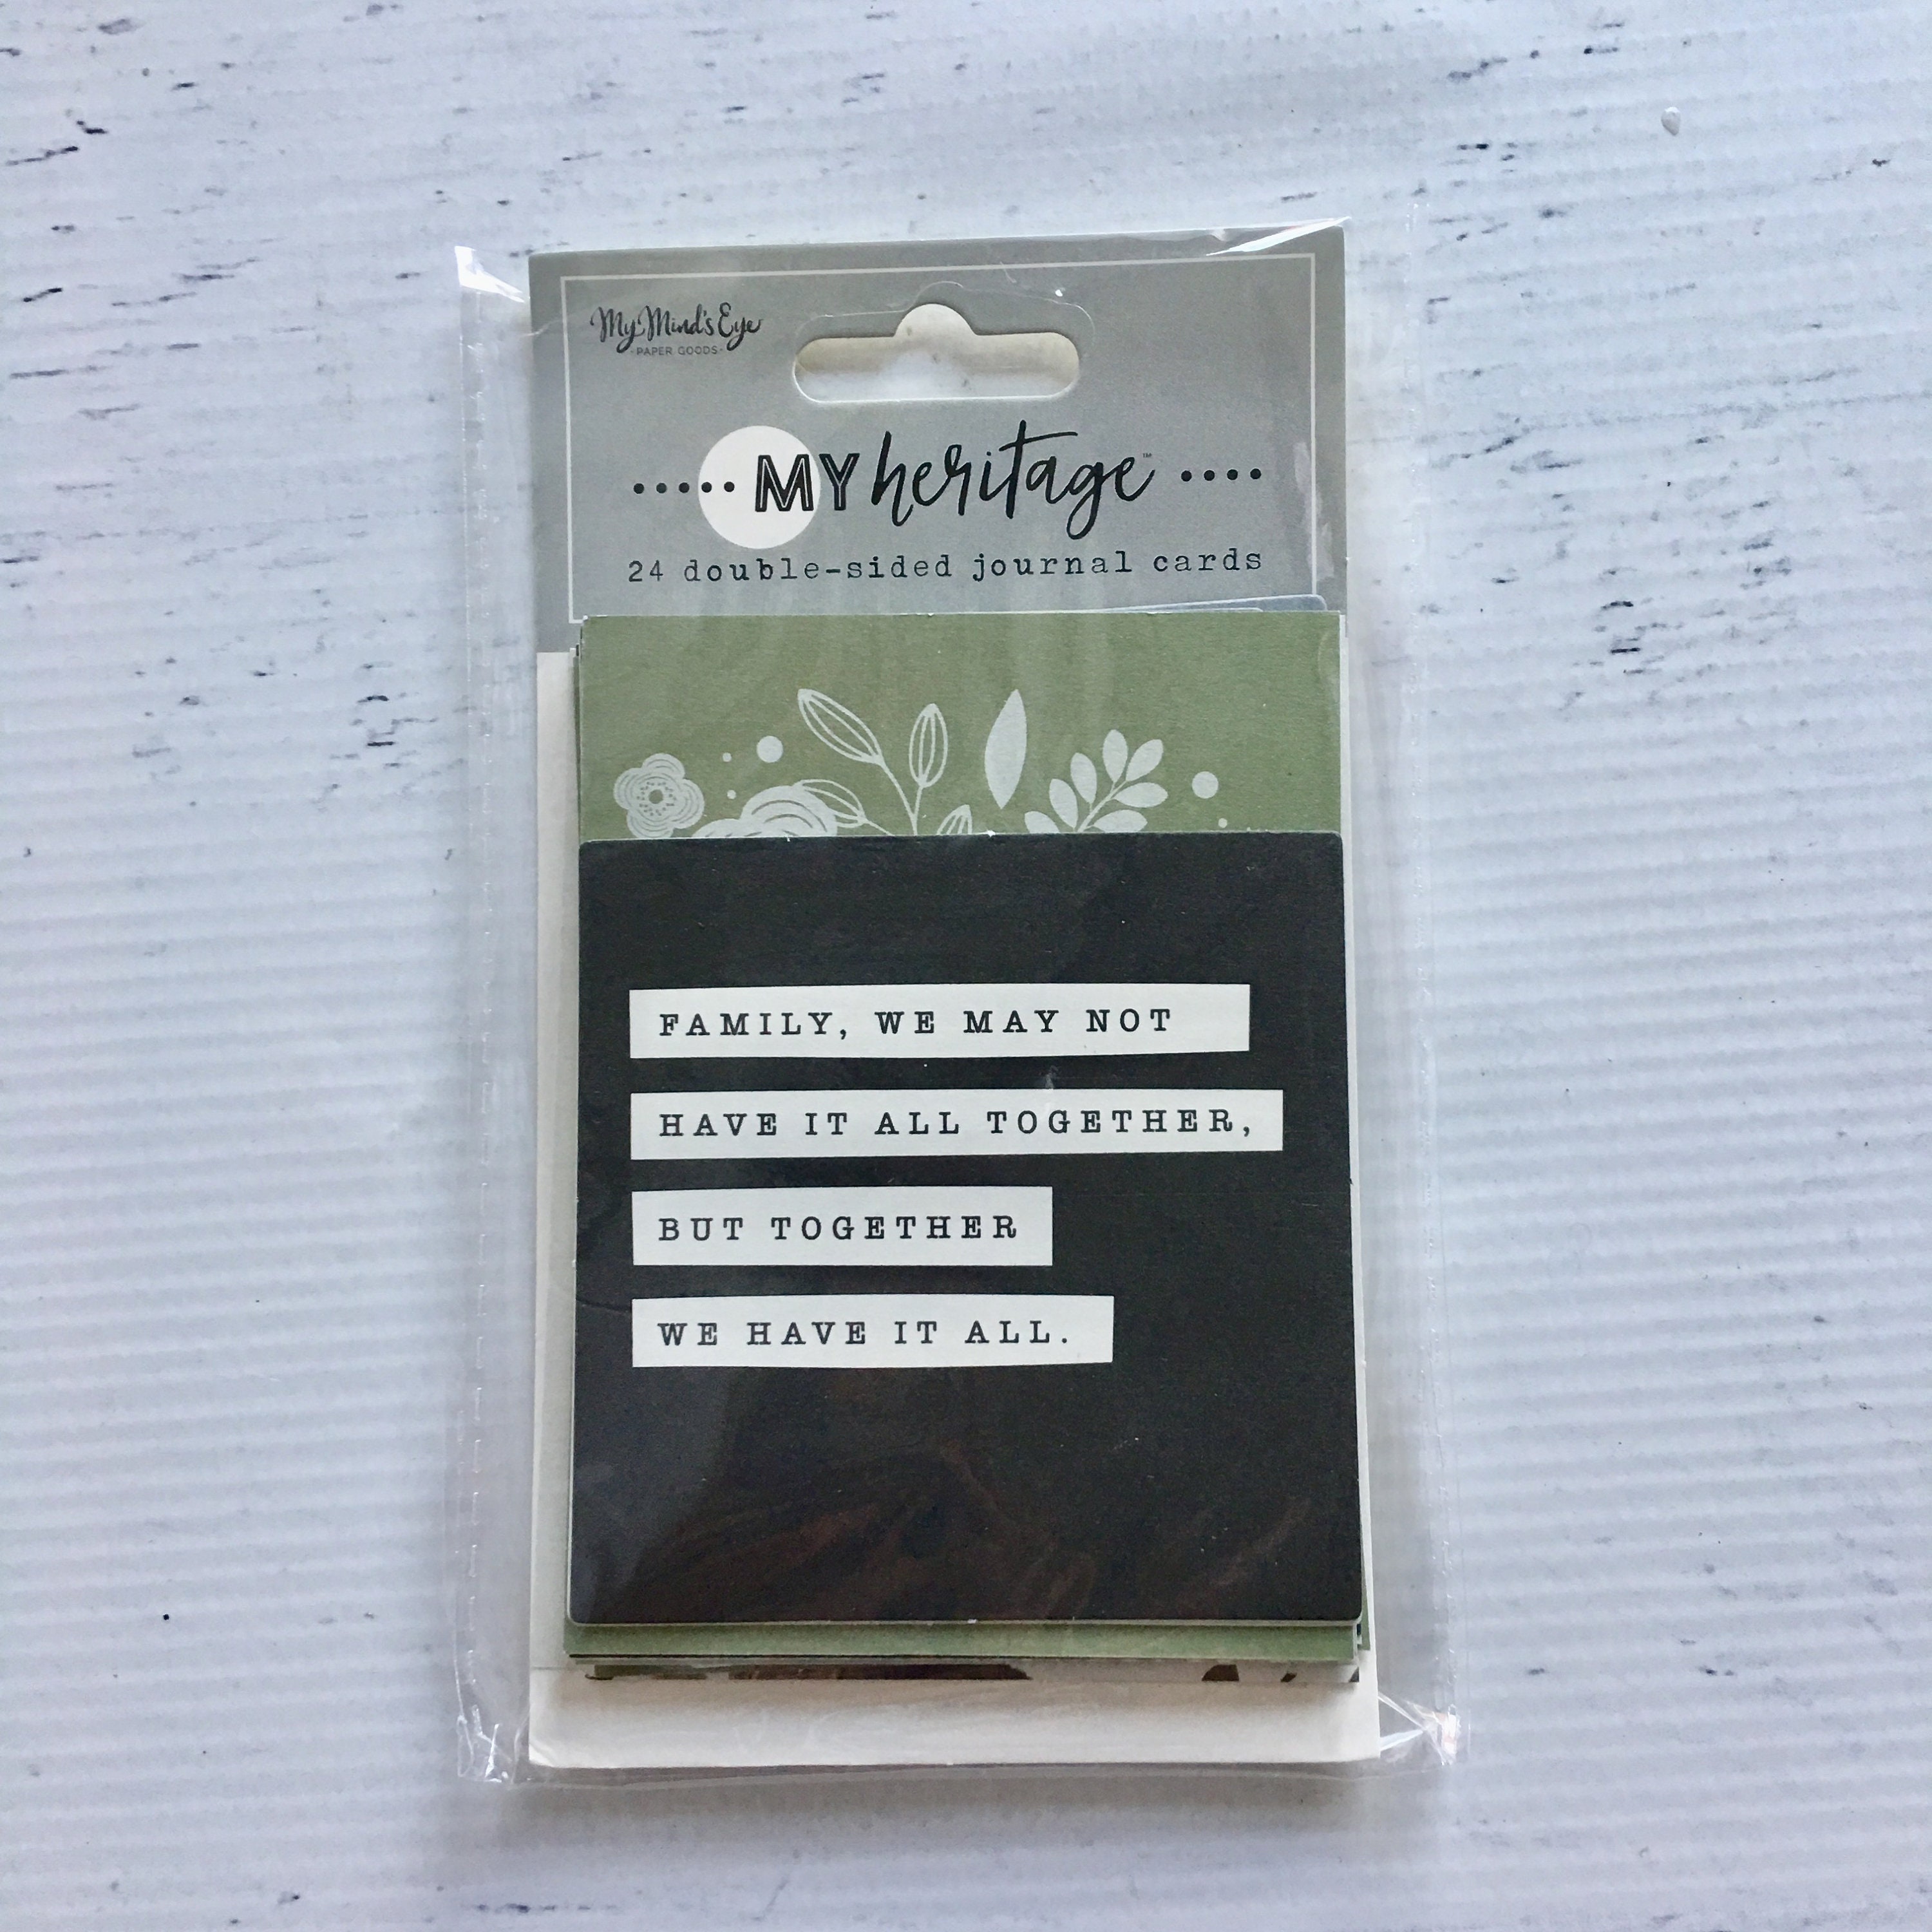 My Mind's Eye
PAPER GOODS
MY heritage™
24 double-sided journal cards
FAMILY, WE MAY NOT
HAVE IT ALL TOGETHER,
BUT TOGETHER
WE HAVE IT ALL.